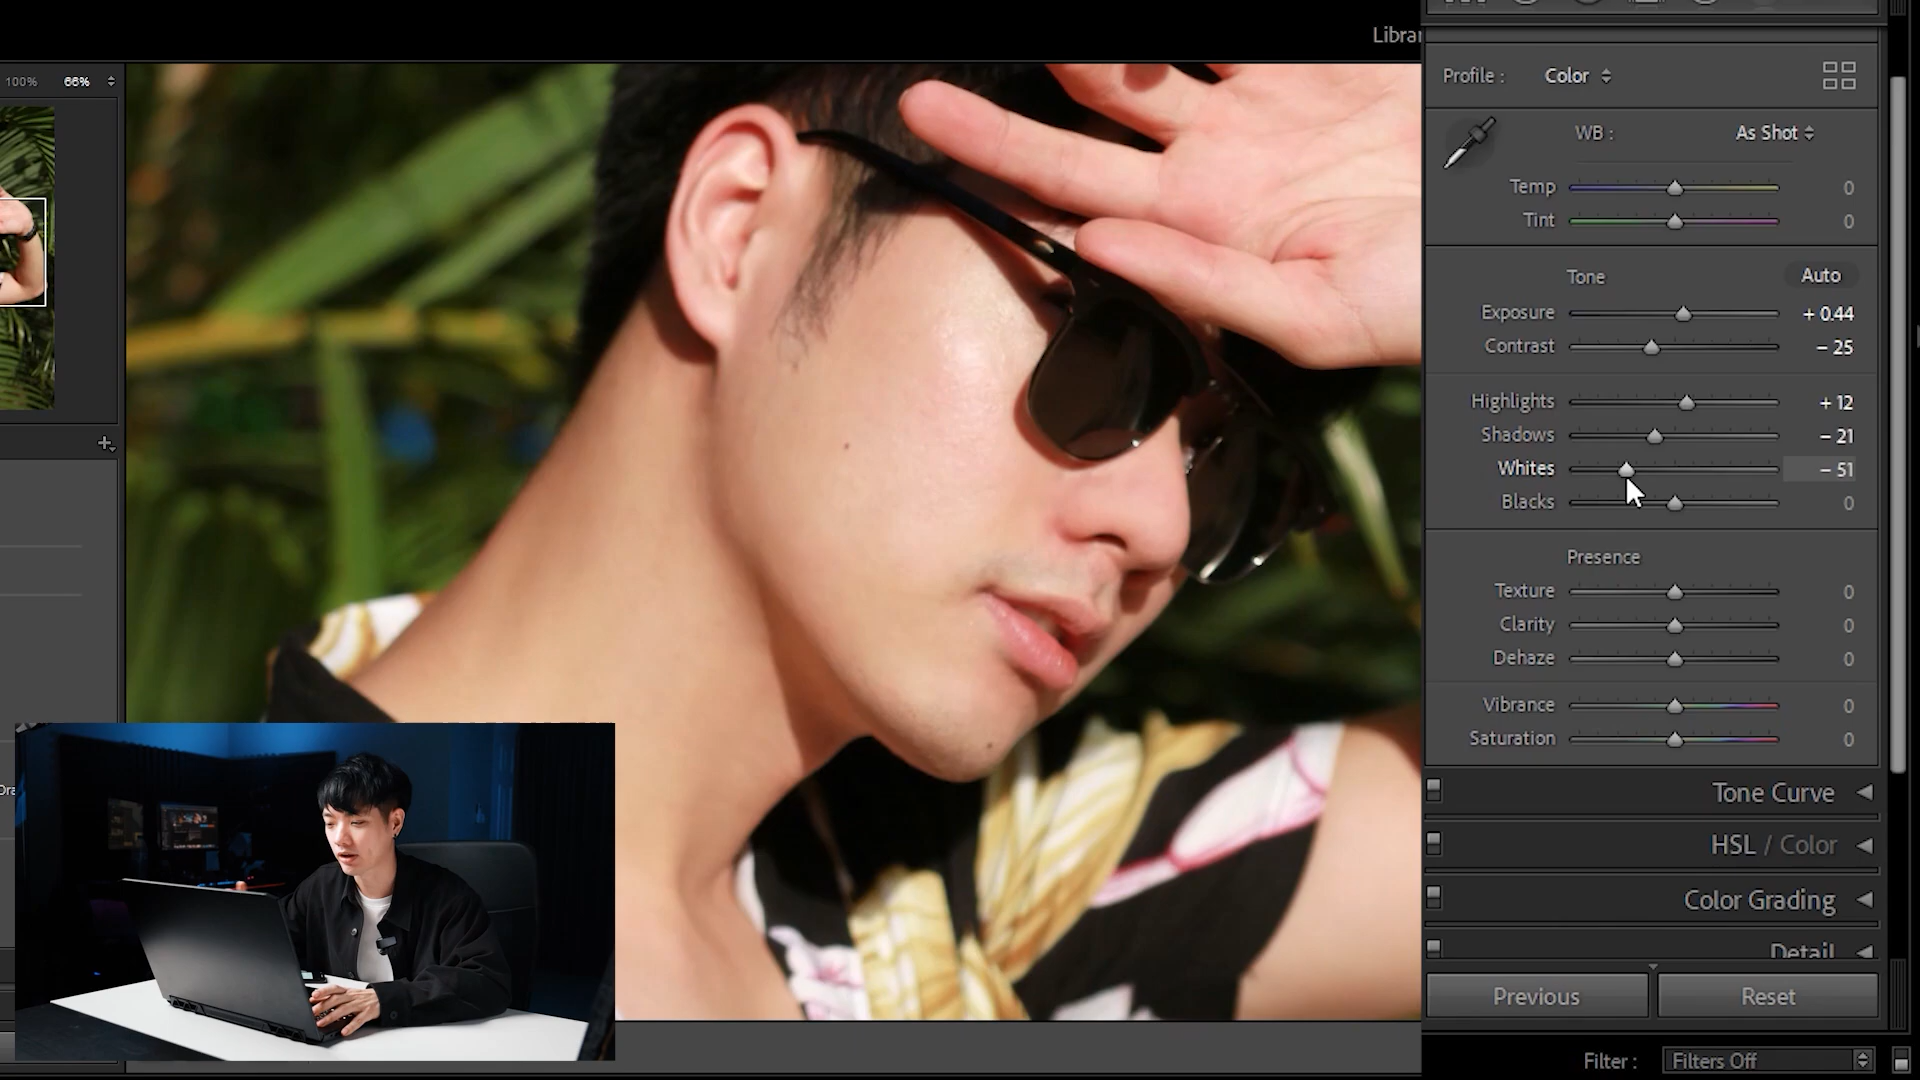 100% 66%
Librar
Profile : Color
WB : As Shot
Temp 0
Tint 0
Tone Auto
Exposure + 0.44
Contrast – 25
Highlights + 12
Shadows – 21
Whites – 51
Blacks 0
Presence
Texture 0
Clarity 0
Dehaze 0
Vibrance 0
Saturation 0
Tone Curve
HSL / Color
Color Grading
Detail
Dra
Previous Reset
Filter : Filters Off